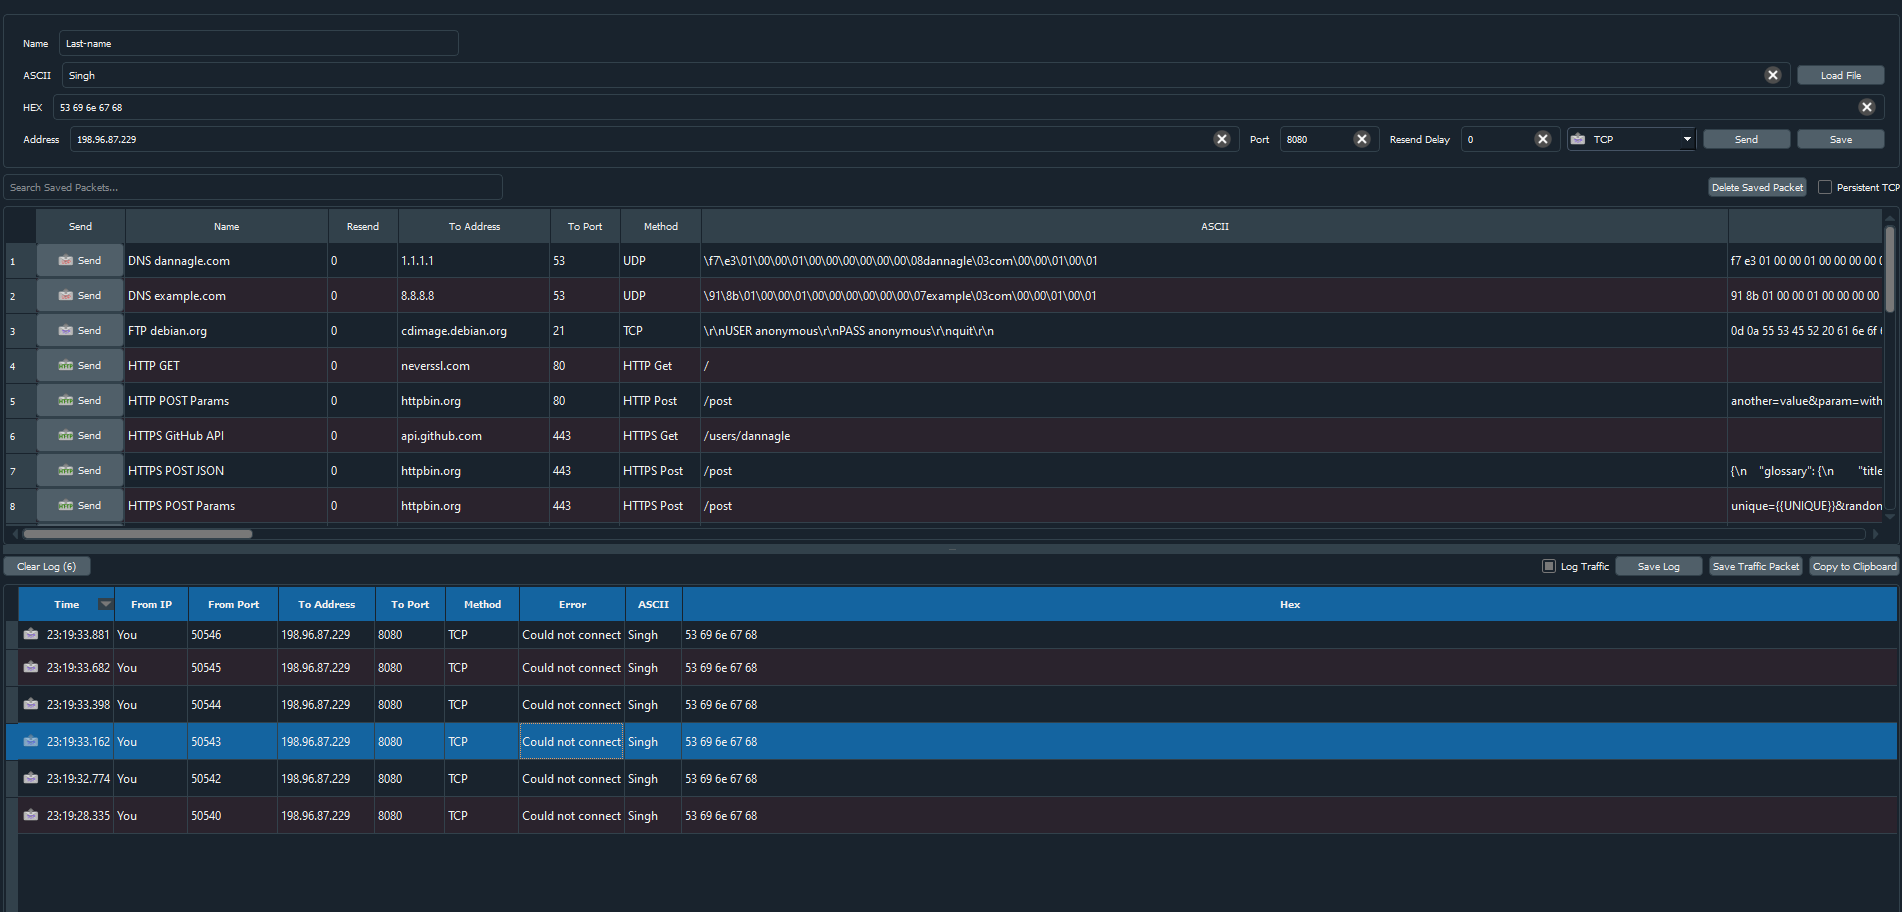 Name Last-name
ASCII Singh Load File
HEX 53 69 6e 67 68
Address 198.96.87.229 Port 8080 Resend Delay 0 TCP Send Save
Search Saved Packets... Delete Saved Packet Persistent TCP
Send Name Resend To Address To Port Method ASCII
1 Send DNS dannagle.com 0 1.1.1.1 53 UDP \f7\e3\01\00\00\01\00\00\00\00\00\00\08dannagle\03com\00\00\01\00\01 f7 e3 01 00 00 01 00 00 00 00 0
2 Send DNS example.com 0 8.8.8.8 53 UDP \91\8b\01\00\00\01\00\00\00\00\00\00\07example\03com\00\00\01\00\01 91 8b 01 00 00 01 00 00 00 00
3 Send FTP debian.org 0 cdimage.debian.org 21 TCP \r\nUSER anonymous\r\nPASS anonymous\r\nquit\r\n 0d 0a 55 53 45 52 20 61 6e 6f 6
4 Send HTTP GET 0 neverssl.com 80 HTTP Get /
5 Send HTTP POST Params 0 httpbin.org 80 HTTP Post /post another=value&param=with
6 Send HTTPS GitHub API 0 api.github.com 443 HTTPS Get /users/dannagle
7 Send HTTPS POST JSON 0 httpbin.org 443 HTTPS Post /post {\n "glossary": {\n "title
8 Send HTTPS POST Params 0 httpbin.org 443 HTTPS Post /post unique={{UNIQUE}}&random
Clear Log (6) Log Traffic Save Log Save Traffic Packet Copy to Clipboard
Time From IP From Port To Address To Port Method Error ASCII Hex
23:19:33.881 You 50546 198.96.87.229 8080 TCP Could not connect Singh 53 69 6e 67 68
23:19:33.682 You 50545 198.96.87.229 8080 TCP Could not connect Singh 53 69 6e 67 68
23:19:33.398 You 50544 198.96.87.229 8080 TCP Could not connect Singh 53 69 6e 67 68
23:19:33.162 You 50543 198.96.87.229 8080 TCP Could not connect Singh 53 69 6e 67 68
23:19:32.774 You 50542 198.96.87.229 8080 TCP Could not connect Singh 53 69 6e 67 68
23:19:28.335 You 50540 198.96.87.229 8080 TCP Could not connect Singh 53 69 6e 67 68